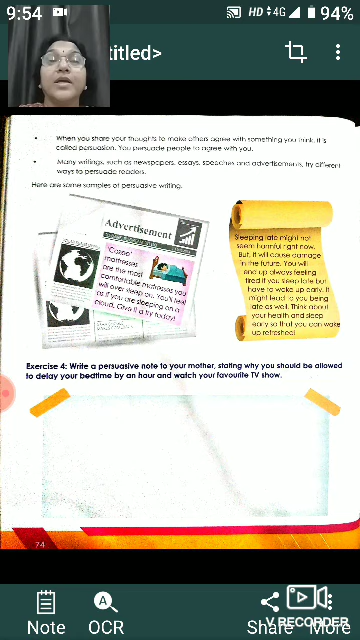 9:54
HD 4G 94%
titled>
• When you share your thoughts to make others agree with something you think, it is
called persuasion. You persuade people to agree with you.
• Many writings, such as newspapers, essays, speeches and advertisements, try different
ways to persuade readers.
Here are some samples of persuasive writing.
Advertisement
mattresses
are the most
comfortable mattresses you
will ever sleep on. You'll feel
as if you are sleeping on a
cloud. Give it a try today!
Sleeping late might not
seem harmful right now.
But, it will cause damage
in the future. You will
end up always feeling
tired if you sleep late but
have to wake up early. It
might lead to you being
late as well. Think about
your health and sleep
early so that you can wake
up refreshed!
Exercise 4: Write a persuasive note to your mother, stating why you should be allowed
to delay your bedtime by an hour and watch your favourite TV show.
74
Note
OCR
Share
More
V RECORDER